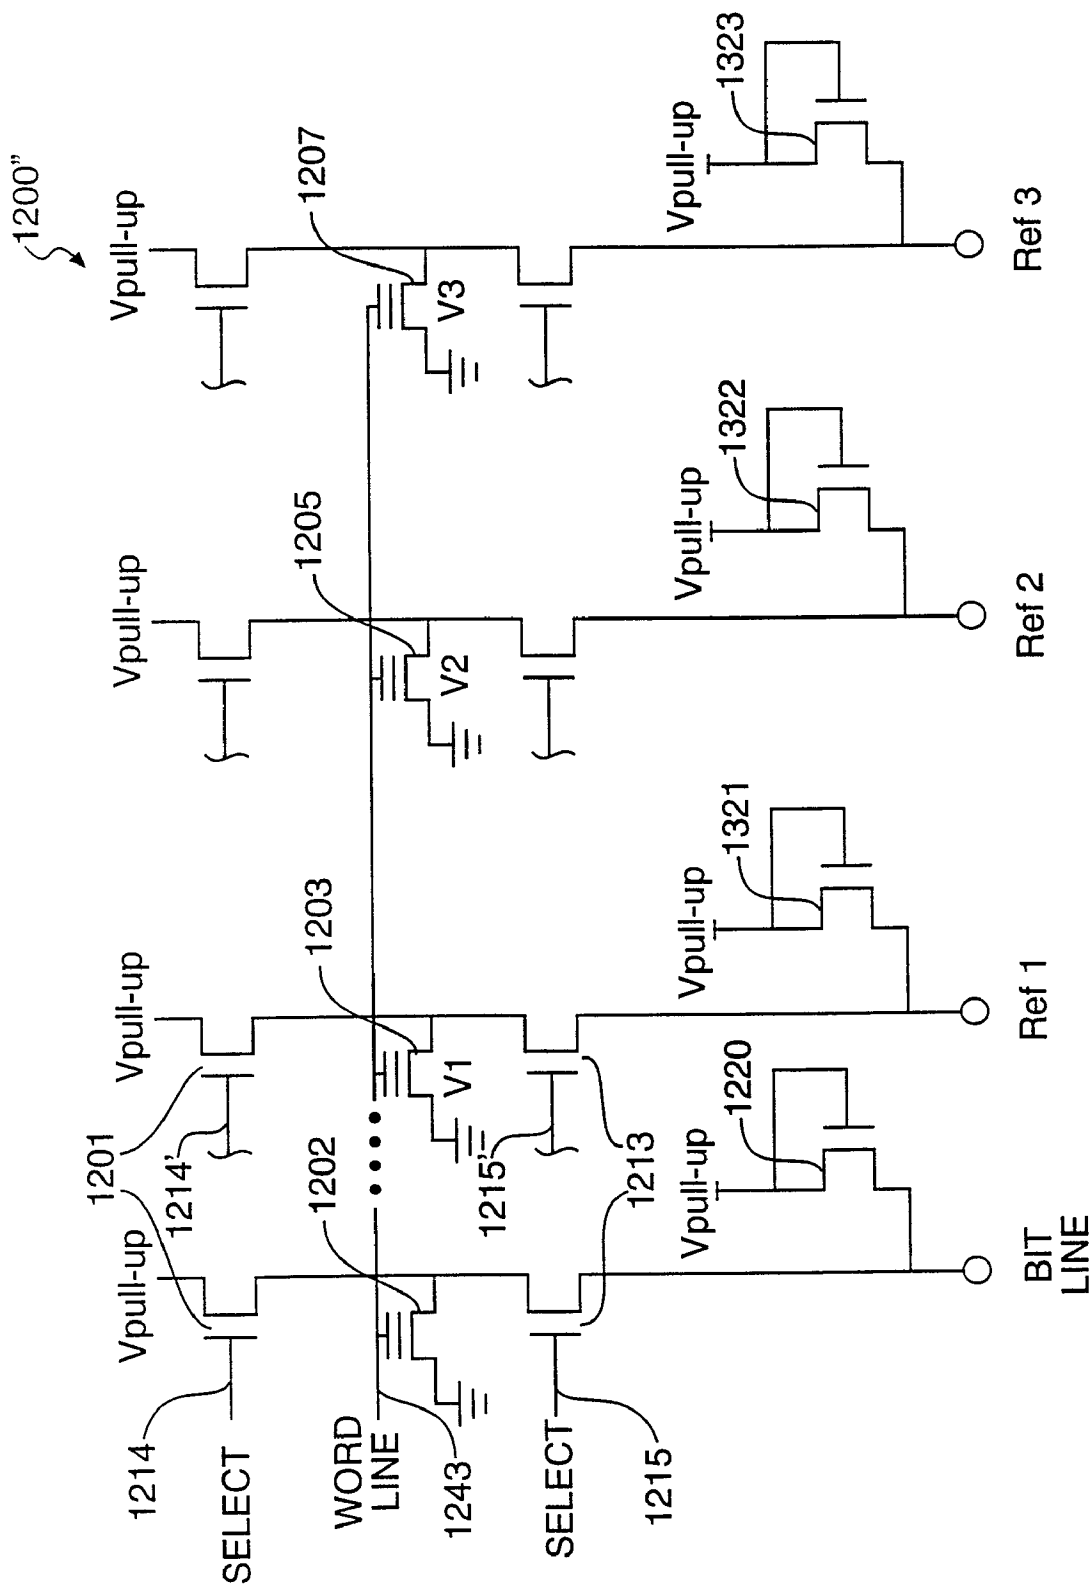 1200”
Vpull-up
Vpull-up
Vpull-up
Vpull-up
1201
1214
1214'
SELECT
WORD
LINE
1243
1202
1203
V1
1205
V2
1207
V3
SELECT
1215
1215'
1213
Vpull-up
1220
Vpull-up
1321
Vpull-up
1322
Vpull-up
1323
BIT
LINE
Ref 1
Ref 2
Ref 3